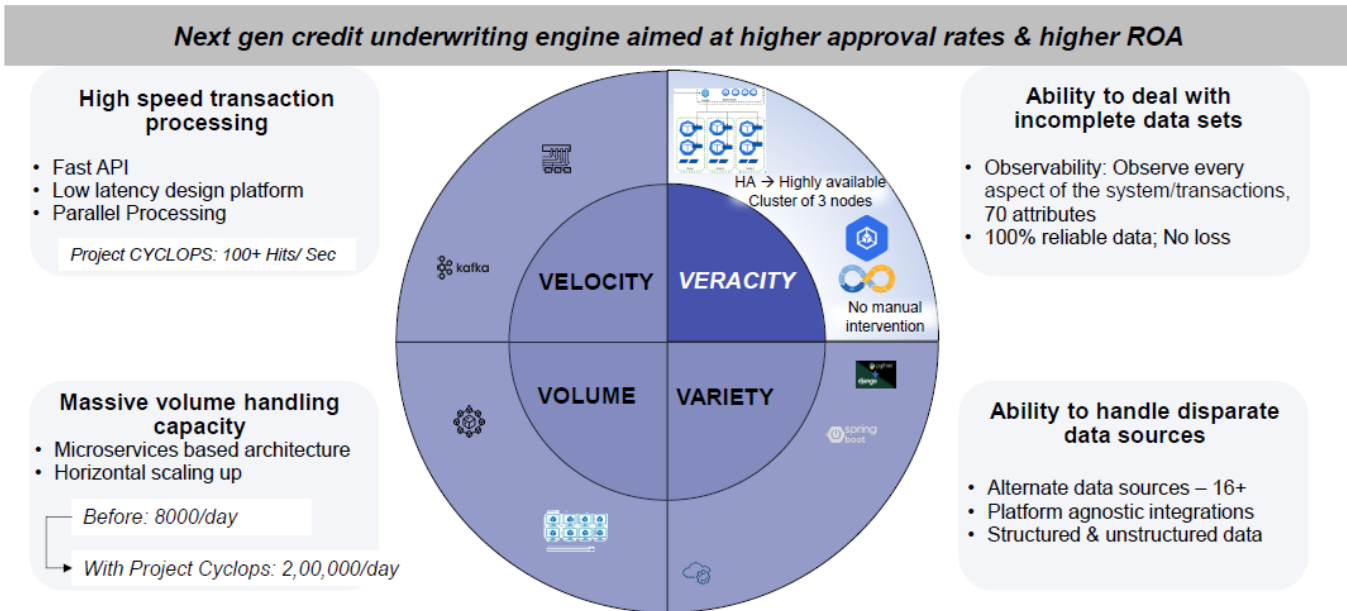 Next gen credit underwriting engine aimed at higher approval rates & higher ROA
High speed transaction
processing
• Fast API
• Low latency design platform
• Parallel Processing
Project CYCLOPS: 100+ Hits/ Sec
Massive volume handling
capacity
• Microservices based architecture
• Horizontal scaling up
Before: 8000/day
With Project Cyclops: 2,00,000/day
kafka
VELOCITY
VERACITY
HA → Highly available
Cluster of 3 nodes
No manual
intervention
VOLUME
VARIETY
python
django
spring
boot
Ability to deal with
incomplete data sets
• Observability: Observe every
aspect of the system/transactions,
70 attributes
• 100% reliable data; No loss
Ability to handle disparate
data sources
• Alternate data sources – 16+
• Platform agnostic integrations
• Structured & unstructured data